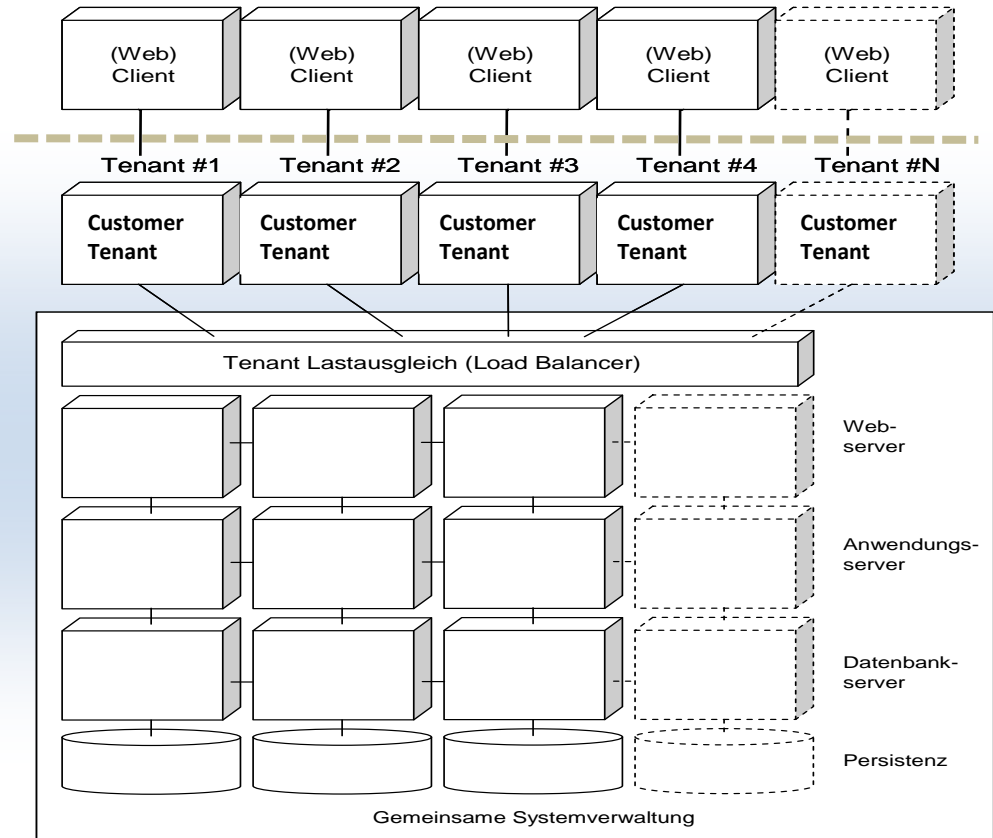 (Web)
Client
(Web)
Client
(Web)
Client
(Web)
Client
(Web)
Client
Tenant #1
Tenant #2
Tenant #3
Tenant #4
Tenant #N
Customer
Tenant
Customer
Tenant
Customer
Tenant
Customer
Tenant
Customer
Tenant
Tenant Lastausgleich (Load Balancer)
Web-
server
Anwendungs-
server
Datenbank-
server
Persistenz
Gemeinsame Systemverwaltung